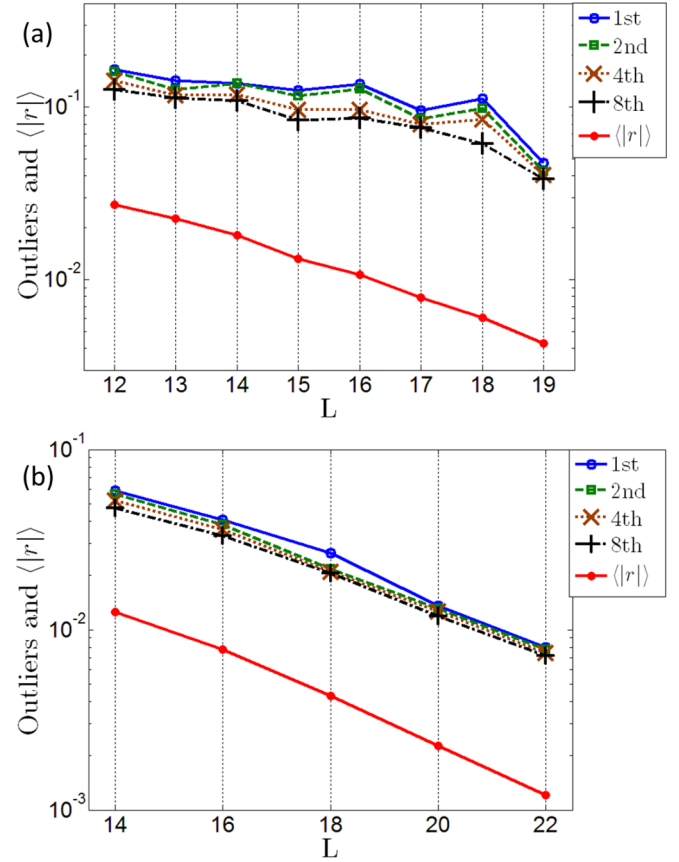 (a)
Outliers and ⟨|r|⟩
10⁻¹
10⁻²
12 13 14 15 16 17 18 19
L
1st
2nd
4th
8th
⟨|r|⟩
(b)
Outliers and ⟨|r|⟩
10⁻¹
10⁻²
10⁻³
14 16 18 20 22
L
1st
2nd
4th
8th
⟨|r|⟩